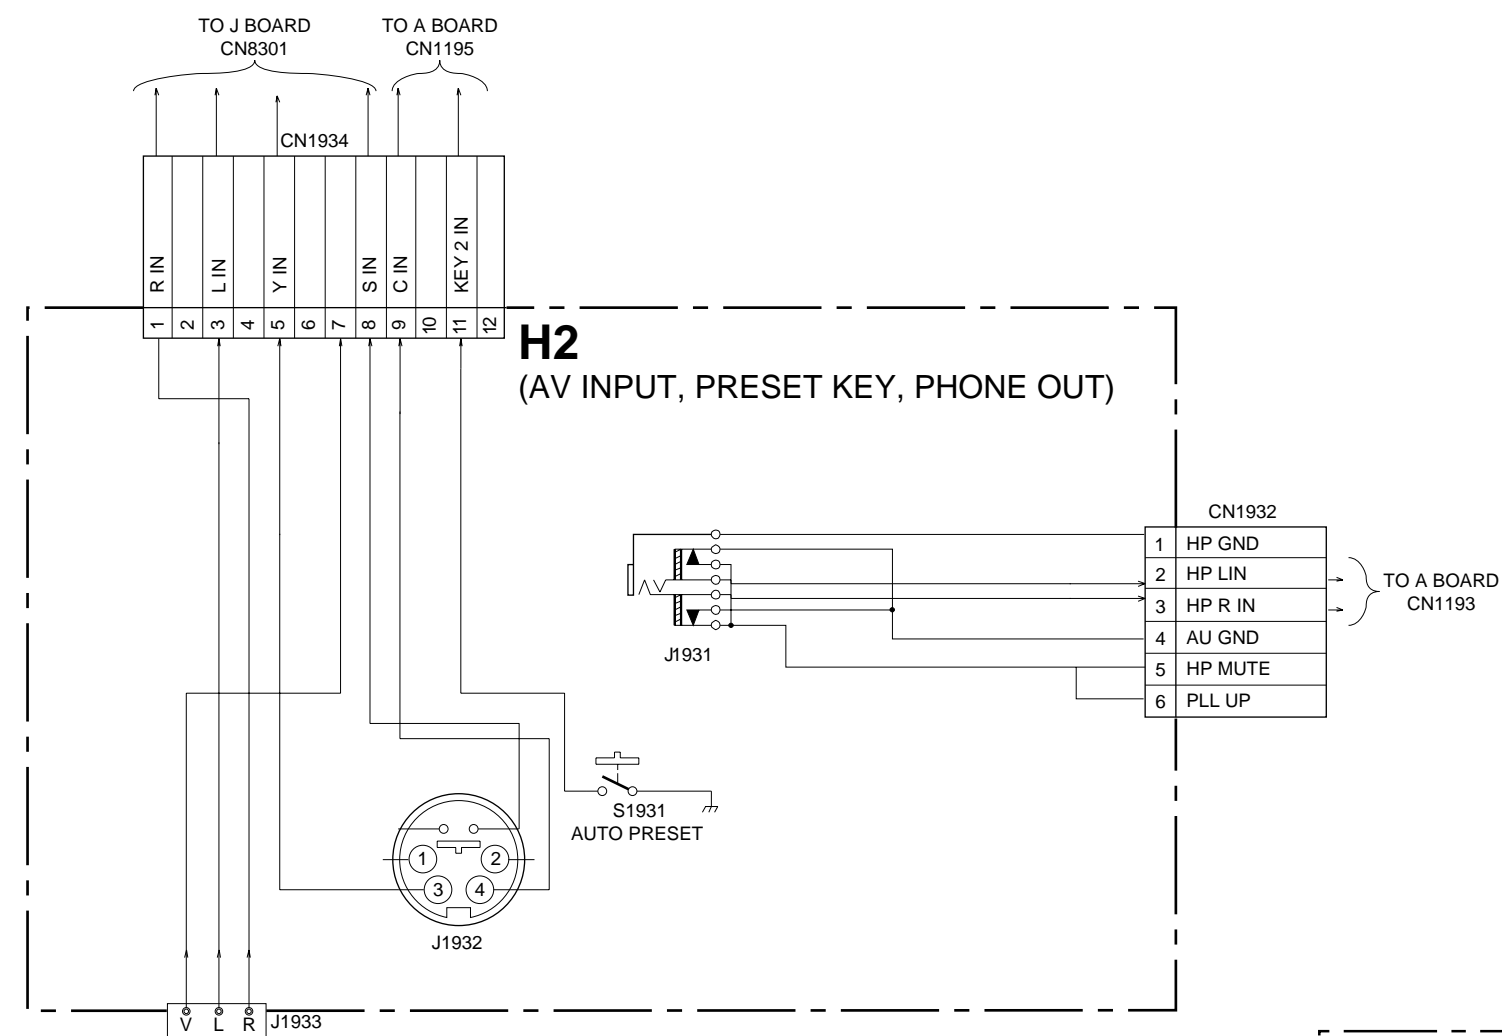 TO J BOARD
CN8301
TO A BOARD
CN1195
CN1934
R IN
L IN
Y IN
S IN
C IN
KEY 2 IN
1 2 3 4 5 6 7 8 9 10 11 12
H2
(AV INPUT, PRESET KEY, PHONE OUT)
CN1932
1 HP GND
2 HP LIN
3 HP R IN
4 AU GND
5 HP MUTE
6 PLL UP
TO A BOARD
CN1193
J1931
S1931
AUTO PRESET
1 2
3 4
J1932
V L R J1933